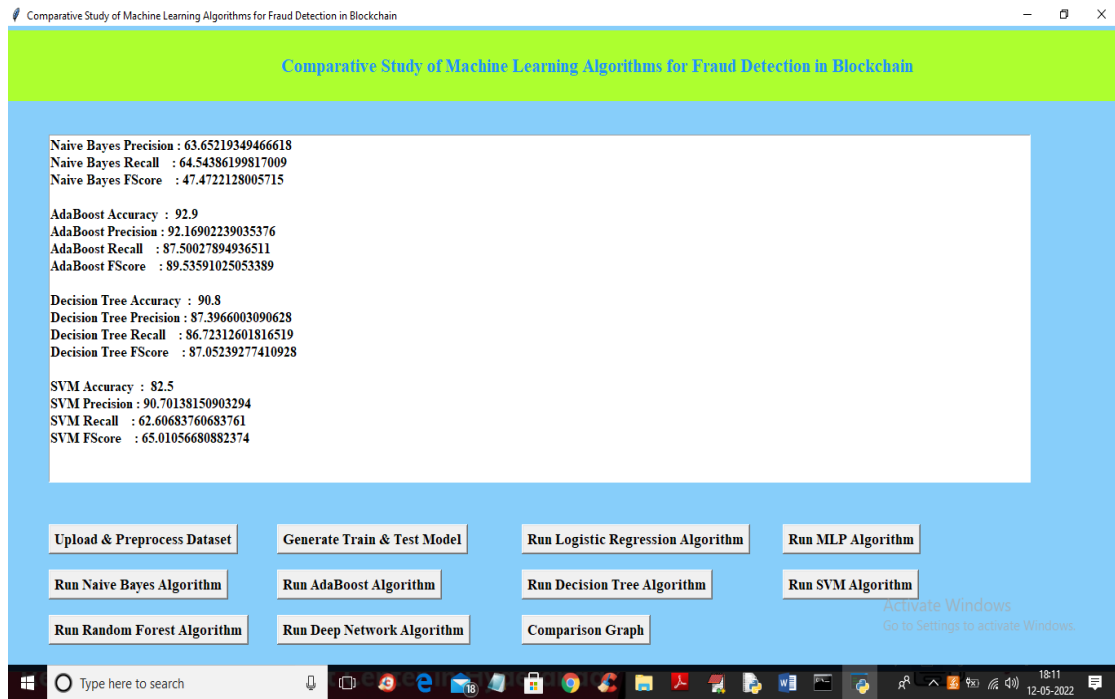 Comparative Study of Machine Learning Algorithms for Fraud Detection in Blockchain
Comparative Study of Machine Learning Algorithms for Fraud Detection in Blockchain
Naive Bayes Precision : 63.65219349466618
Naive Bayes Recall : 64.54386199817009
Naive Bayes FScore : 47.4722128005715
AdaBoost Accuracy : 92.9
AdaBoost Precision : 92.16902239035376
AdaBoost Recall : 87.50027894936511
AdaBoost FScore : 89.53591025053389
Decision Tree Accuracy : 90.8
Decision Tree Precision : 87.3966003090628
Decision Tree Recall : 86.72312601816519
Decision Tree FScore : 87.05239277410928
SVM Accuracy : 82.5
SVM Precision : 90.70138150903294
SVM Recall : 62.60683760683761
SVM FScore : 65.01056680882374
Upload & Preprocess Dataset Generate Train & Test Model Run Logistic Regression Algorithm Run MLP Algorithm
Run Naive Bayes Algorithm Run AdaBoost Algorithm Run Decision Tree Algorithm Run SVM Algorithm
Activate Windows
Go to Settings to activate Windows.
Run Random Forest Algorithm Run Deep Network Algorithm Comparison Graph
Type here to search
18
18:11
12-05-2022